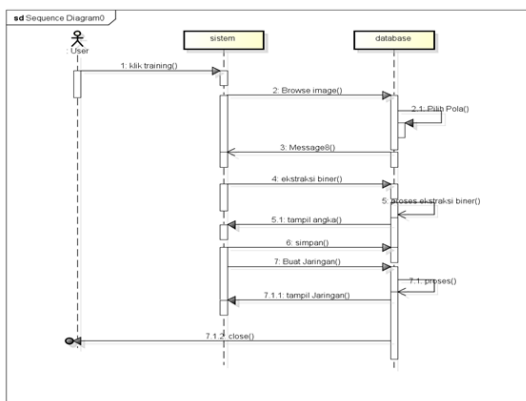 sd Sequence Diagram0
: User
sistem
database
1: klik training()
2: Browse image()
2.1: Pilih Pola()
3: Message8()
4: ekstraksi biner()
5: proses ekstraksi biner()
5.1: tampil angka()
6: simpan()
7: Buat Jaringan()
7.1: proses()
7.1.1: tampil Jaringan()
7.1.2: close()